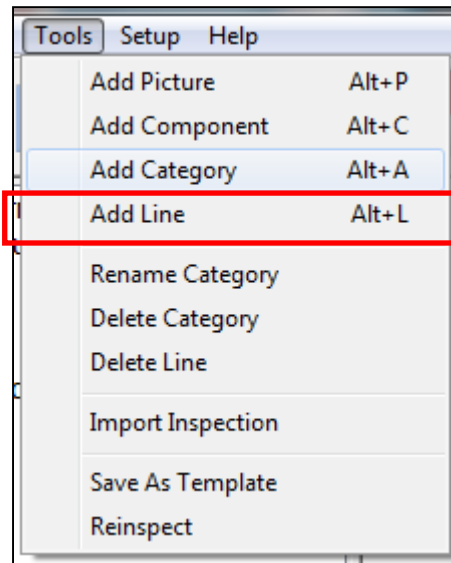 Tools Setup Help
Add Picture Alt+P
Add Component Alt+C
Add Category Alt+A
Add Line Alt+L
Rename Category
Delete Category
Delete Line
Import Inspection
Save As Template
Reinspect